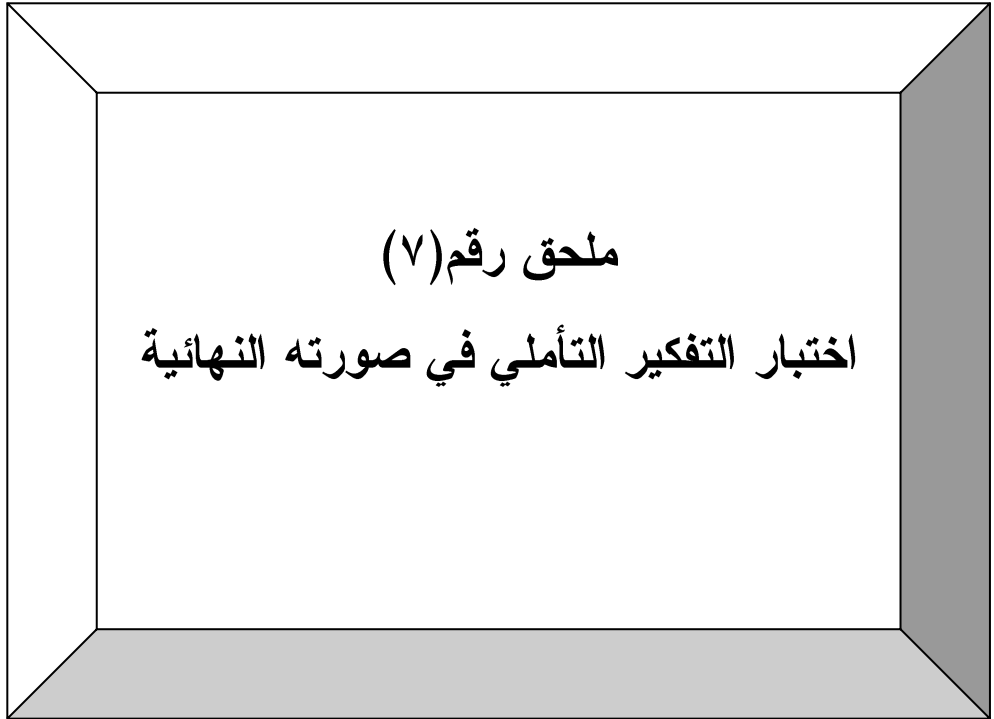 ملحق رقم(٧)
اختبار التفكير التأملي في صورته النهائية